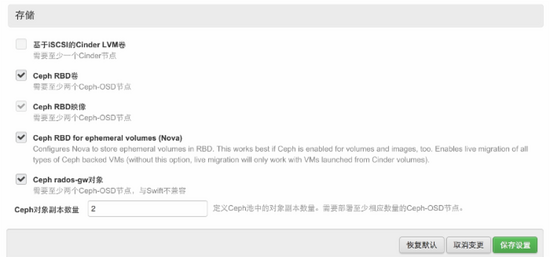 存储
基于iSCSI的Cinder LVM卷
需要至少一个Cinder节点
Ceph RBD卷
需要至少两个Ceph-OSD节点
Ceph RBD映像
需要至少两个Ceph-OSD节点
Ceph RBD for ephemeral volumes (Nova)
Configures Nova to store ephemeral volumes in RBD. This works best if Ceph is enabled for volumes and images, too. Enables live migration of all
types of Ceph backed VMs (without this option, live migration will only work with VMs launched from Cinder volumes).
Ceph rados-gw对象
需要至少两个Ceph-OSD节点，与Swift不兼容
Ceph对象副本数量 2 定义Ceph池中的对象副本数量。需要部署至少相应数量的Ceph-OSD节点。
恢复默认 取消变更 保存设置